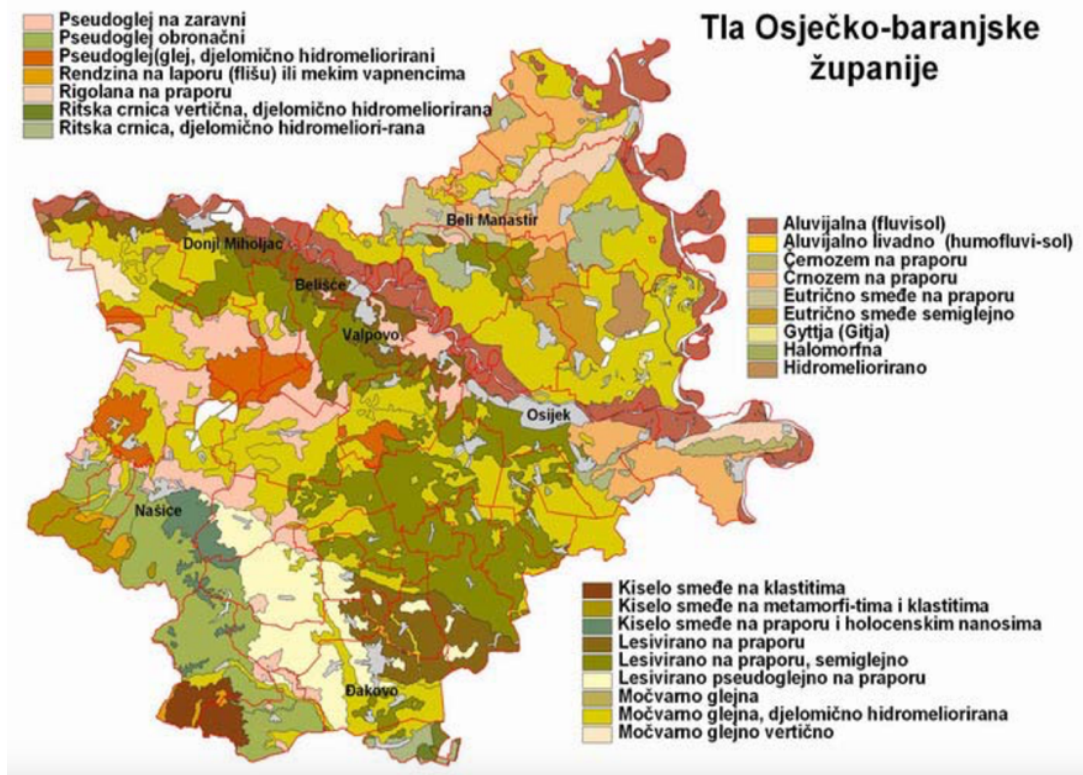 Tla Osječko-baranjske
županije
Pseudoglej na zaravni
Pseudoglej obronačni
Pseudoglej(glej, djelomično hidromeliorirani
Rendzina na laporu (flišu) ili mekim vapnencima
Rigolana na praporu
Ritska crnica vertična, djelomično hidromeliorirana
Ritska crnica, djelomično hidromeliori-rana
Beli Manastir
Donji Miholjac
Belišće
Valpovo
Osijek
Našice
Đakovo
Aluvijalna (fluvisol)
Aluvijalno livadno (humofluvi-sol)
Černozem na praporu
Črnozem na praporu
Eutrično smeđe na praporu
Eutrično smeđe semiglejno
Gyttja (Gitja)
Halomorfna
Hidromeliorirano
Kiselo smeđe na klastitima
Kiselo smeđe na metamorfi-tima i klastitima
Kiselo smeđe na praporu i holocenskim nanosima
Lesivirano na praporu
Lesivirano na praporu, semiglejno
Lesivirano pseudoglejno na praporu
Močvarno glejna
Močvarno glejna, djelomično hidromeliorirana
Močvarno glejno vertično